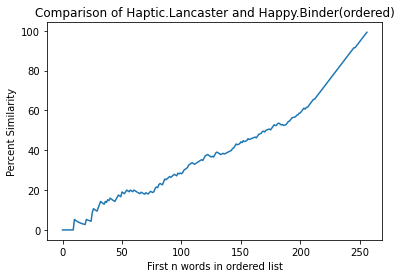 Comparison of Haptic.Lancaster and Happy.Binder(ordered)
100
80
60
40
20
0
Percent Similarity
0 50 100 150 200 250
First n words in ordered list